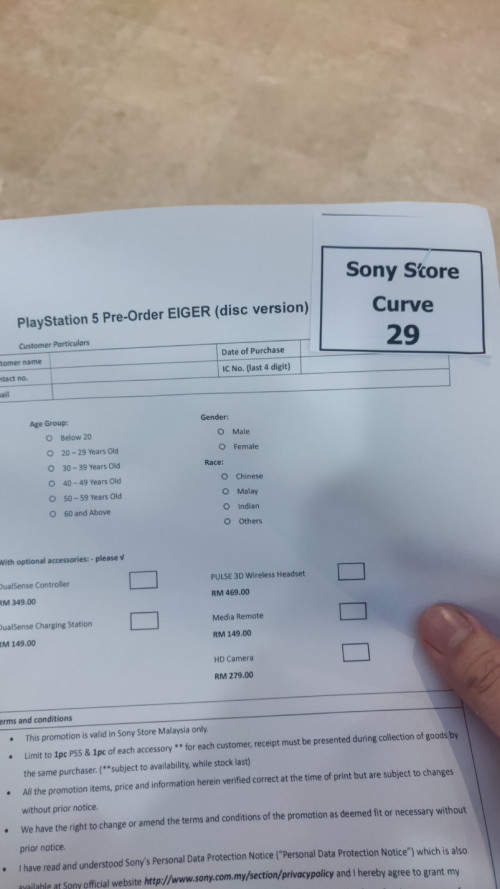 Sony Store
Curve
29
PlayStation 5 Pre-Order EIGER (disc version)
Customer Particulars
tomer name
Date of Purchase
ntact no.
IC No. (last 4 digit)
ail
Age Group:
Below 20
20 – 29 Years Old
30 – 39 Years Old
40 – 49 Years Old
50 – 59 Years Old
60 and Above
Gender:
Male
Female
Race:
Chinese
Malay
Indian
Others
With optional accessories: - please √
DualSense Controller
RM 349.00
DualSense Charging Station
RM 149.00
PULSE 3D Wireless Headset
RM 469.00
Media Remote
RM 149.00
HD Camera
RM 279.00
erms and conditions
• This promotion is valid in Sony Store Malaysia only.
• Limit to 1pc PS5 & 1pc of each accessory ** for each customer, receipt must be presented during collection of goods by
the same purchaser. (**subject to availability, while stock last)
• All the promotion items, price and information herein verified correct at the time of print but are subject to changes
without prior notice.
• We have the right to change or amend the terms and conditions of the promotion as deemed fit or necessary without
prior notice.
• I have read and understood Sony's Personal Data Protection Notice ("Personal Data Protection Notice") which is also
available at Sony official website http://www.sony.com.my/section/privacypolicy and I hereby agree to grant my